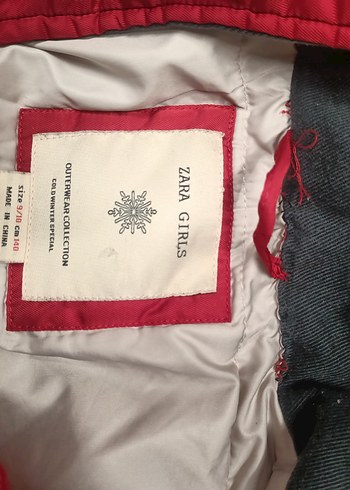 ZARA GIRLS
OUTERWEAR COLLECTION
COLD WINTER SPECIAL
SIZE 9/10 CM 140
MADE IN CHINA